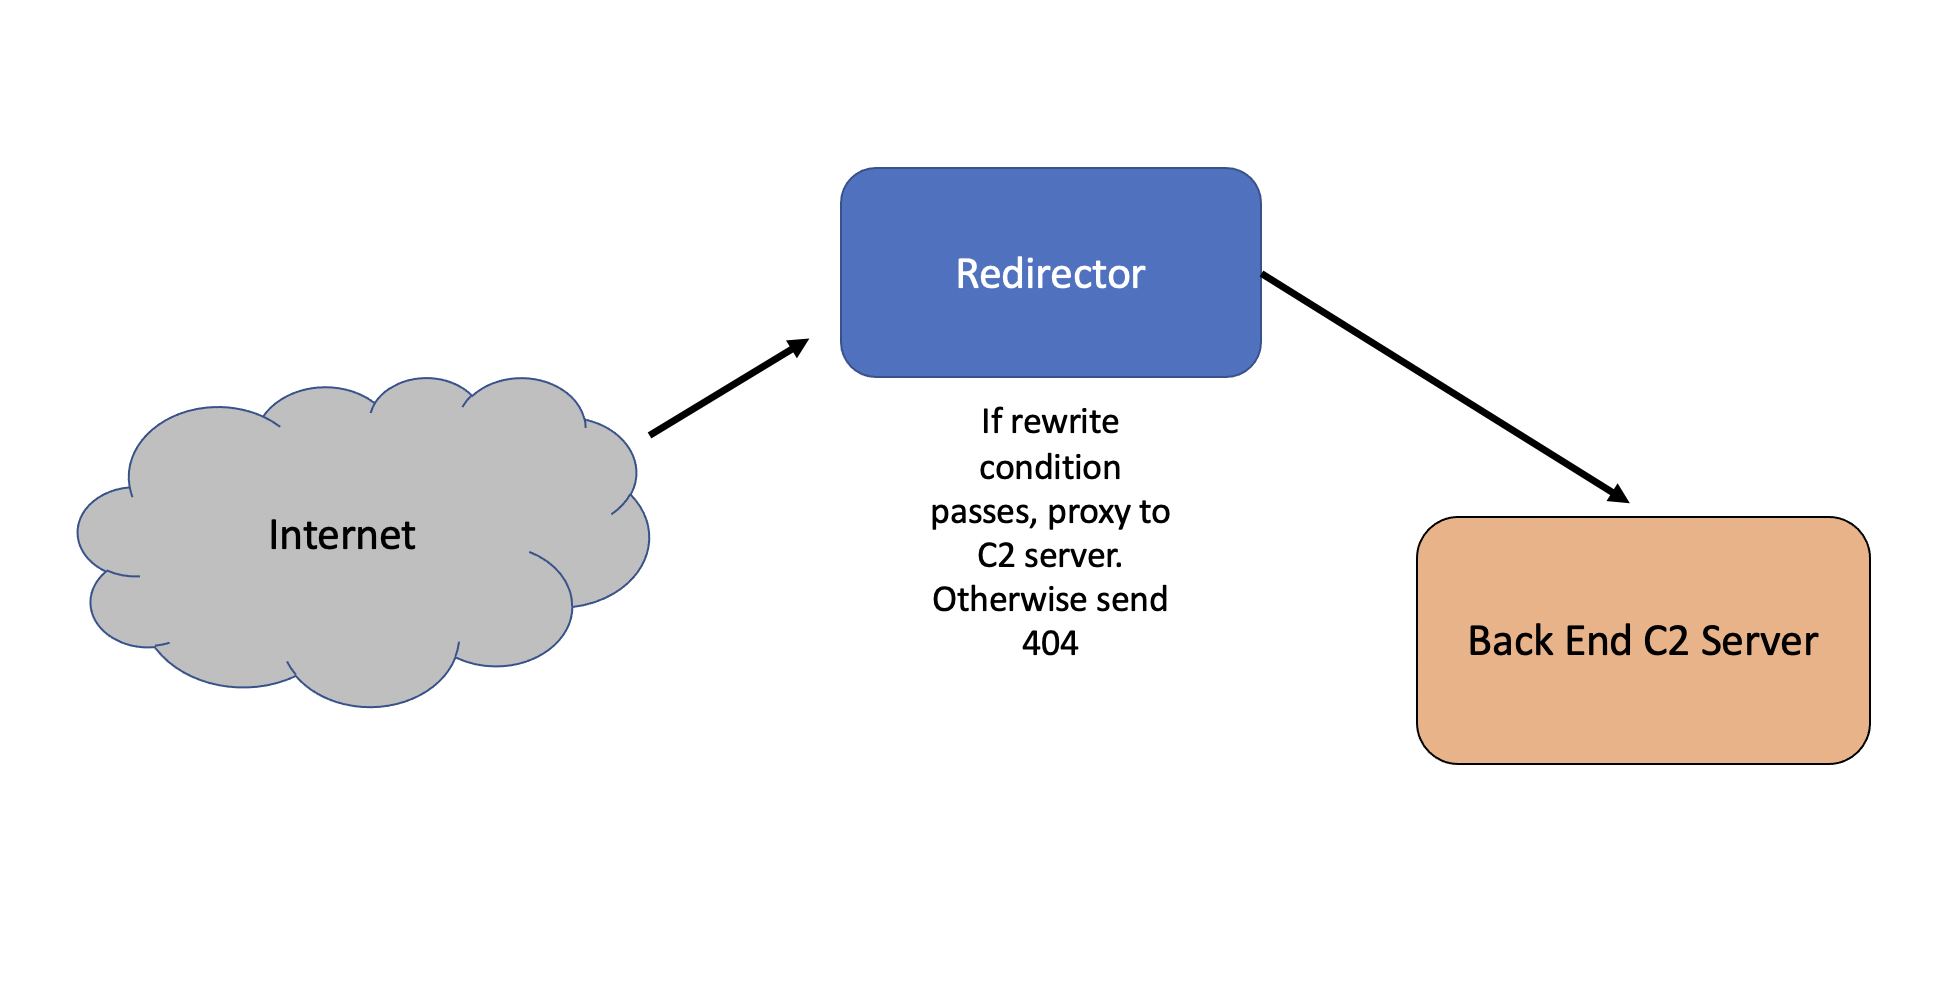 Redirector
If rewrite
condition
passes, proxy to
C2 server.
Otherwise send
404
Internet
Back End C2 Server